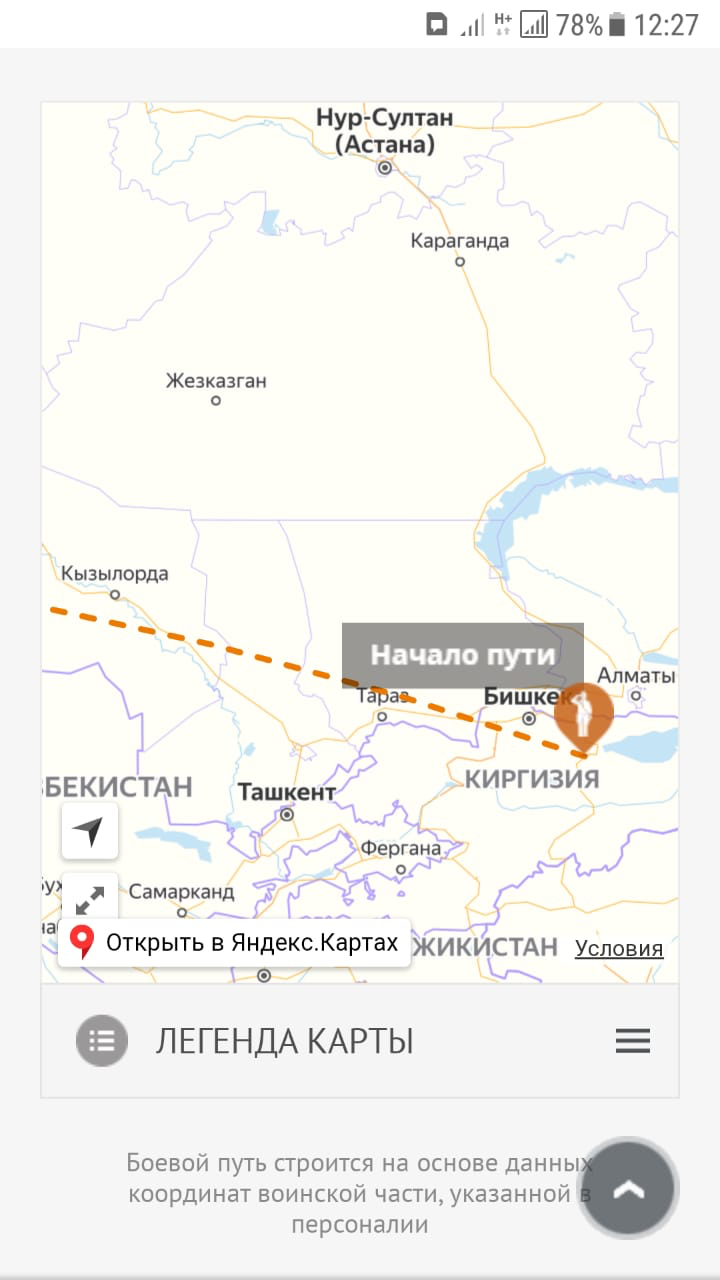 H+ 78% 12:27
Нур-Султан
(Астана)
Караганда
Жезказган
Кызылорда
Начало пути
Алматы
Тараз
Бишкек
КИРГИЗИЯ
ЗБЕКИСТАН
Ташкент
Фергана
Самарканд
Открыть в Яндекс.Картах
ЖИКИСТАН
Условия
ЛЕГЕНДА КАРТЫ
Боевой путь строится на основе данных
координат воинской части, указанной в
персоналии